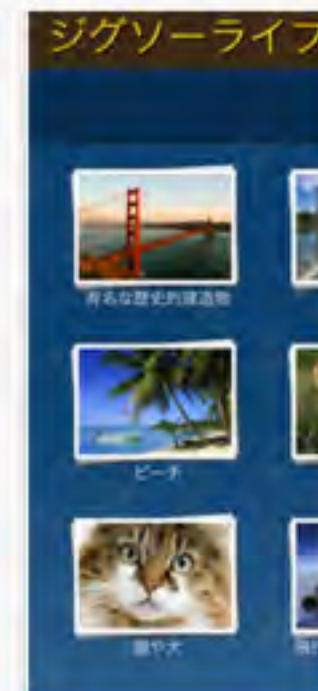 ジグソーライブ
有名な歴史的建造物
ビーチ
猫や犬